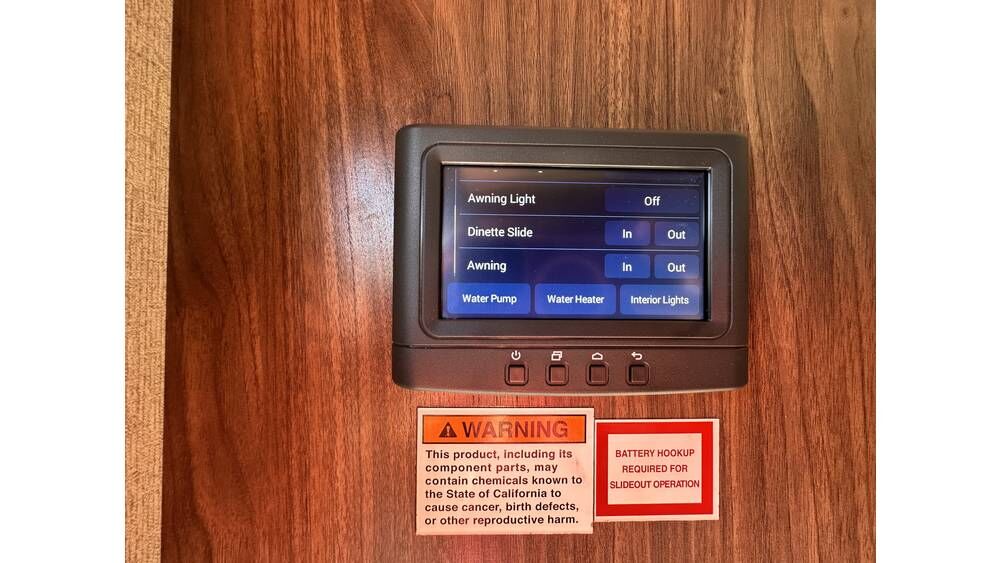 Awning Light Off
Dinette Slide In Out
Awning In Out
Water Pump Water Heater Interior Lights
WARNING
This product, including its
component parts, may
contain chemicals known to
the State of California to
cause cancer, birth defects,
or other reproductive harm.
BATTERY HOOKUP
REQUIRED FOR
SLIDEOUT OPERATION